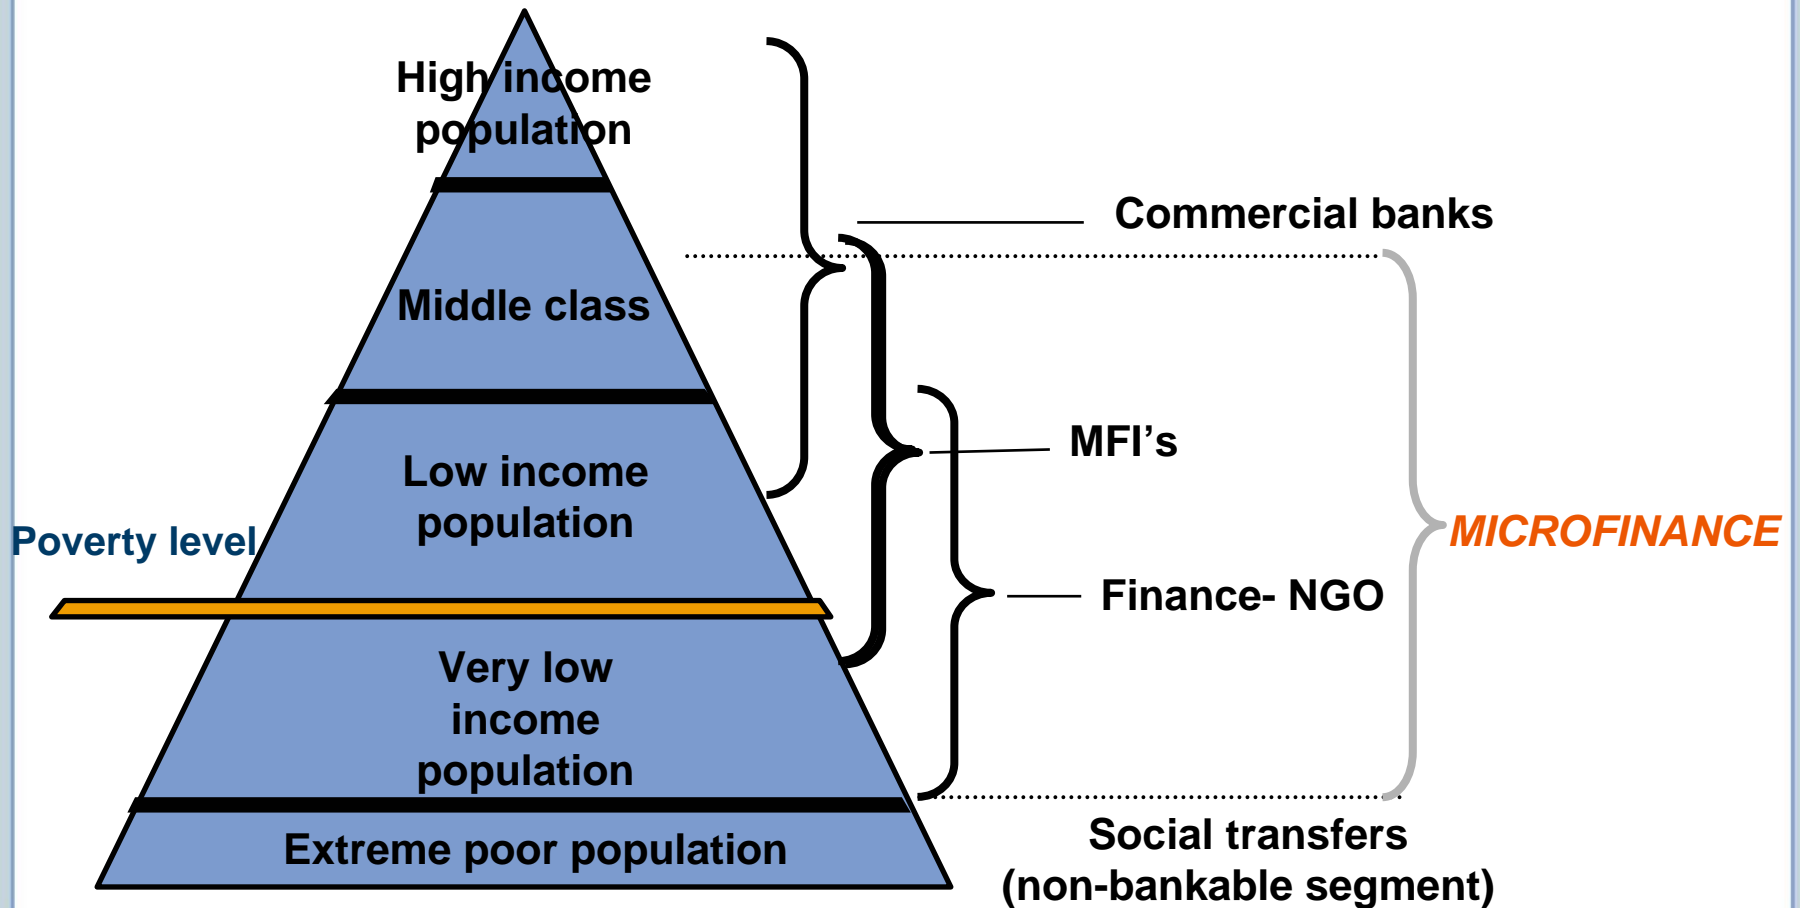 High income
population
Commercial banks
Middle class
MFI’s
Low income
population
Poverty level
MICROFINANCE
Finance- NGO
Very low
income
population
Extreme poor population
Social transfers
(non-bankable segment)